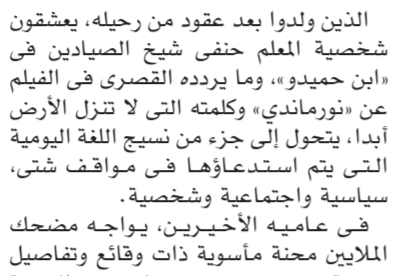 الذين ولدوا بعد عقود من رحيله، يعشقون
شخصية المعلم حنفى شيخ الصيادين فى
«ابن حميدو»، وما يردده القصرى فى الفيلم
عن «نورماندي» وكلمته التى لا تنزل الأرض
أبدا، يتحول إلى جزء من نسيج اللغة اليومية
التى يتم استدعاؤها فى مواقف شتى،
سياسية واجتماعية وشخصية.
فى عاميه الأخيرين، يواجه مضحك
الملايين محنة مأسوية ذات وقائع وتفاصيل